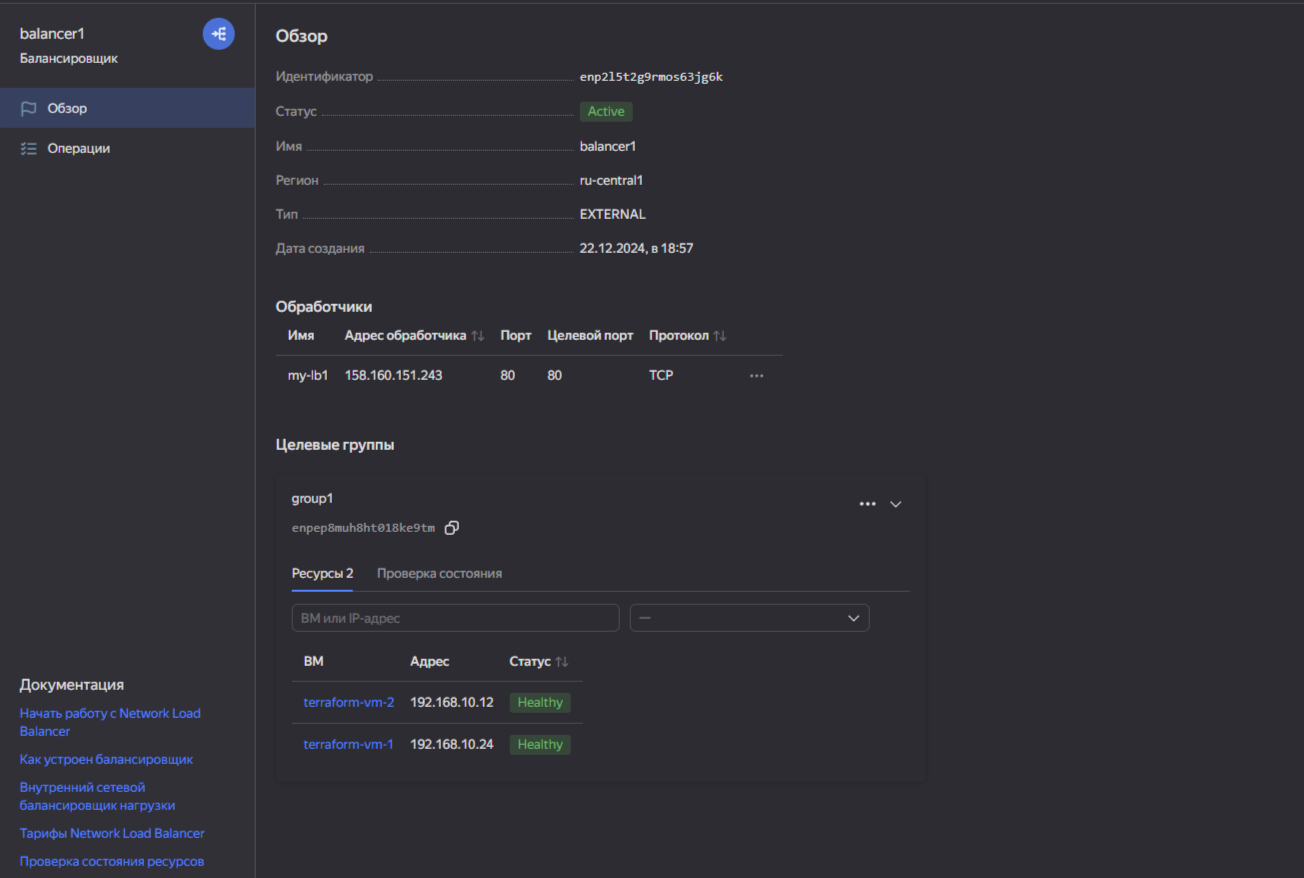 balancer1
Балансировщик
Обзор
Операции
Документация
Начать работу с Network Load
Balancer
Как устроен балансировщик
Внутренний сетевой
балансировщик нагрузки
Тарифы Network Load Balancer
Проверка состояния ресурсов
Обзор
Идентификатор enp2l5t2g9rmos63jg6k
Статус Active
Имя balancer1
Регион ru-central1
Тип EXTERNAL
Дата создания 22.12.2024, в 18:57
Обработчики
Имя Адрес обработчика Порт Целевой порт Протокол
my-lb1 158.160.151.243 80 80 TCP
Целевые группы
group1
enpep8muh8ht018ke9tm
Ресурсы 2 Проверка состояния
ВМ или IP-адрес —
ВМ Адрес Статус
terraform-vm-2 192.168.10.12 Healthy
terraform-vm-1 192.168.10.24 Healthy